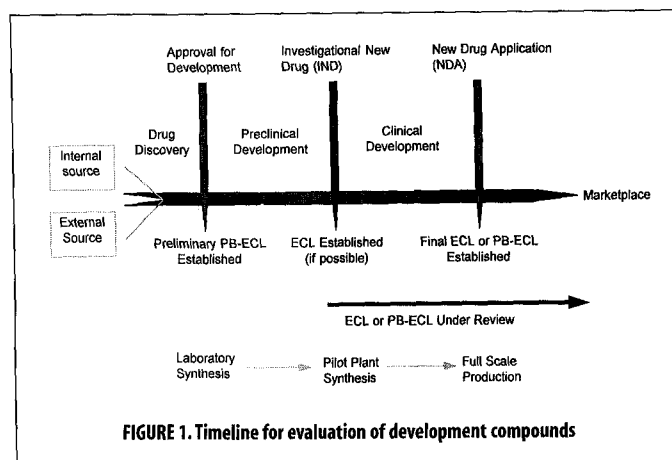 Approval for
Development
Investigational New
Drug (IND)
New Drug Application
(NDA)
Drug
Discovery
Preclinical
Development
Clinical
Development
Internal
source
External
Source
Marketplace
Preliminary PB-ECL
Established
ECL Established
(if possible)
Final ECL or PB-ECL
Established
ECL or PB-ECL Under Review
Laboratory
Synthesis
Pilot Plant
Synthesis
Full Scale
Production
FIGURE 1. Timeline for evaluation of development compounds